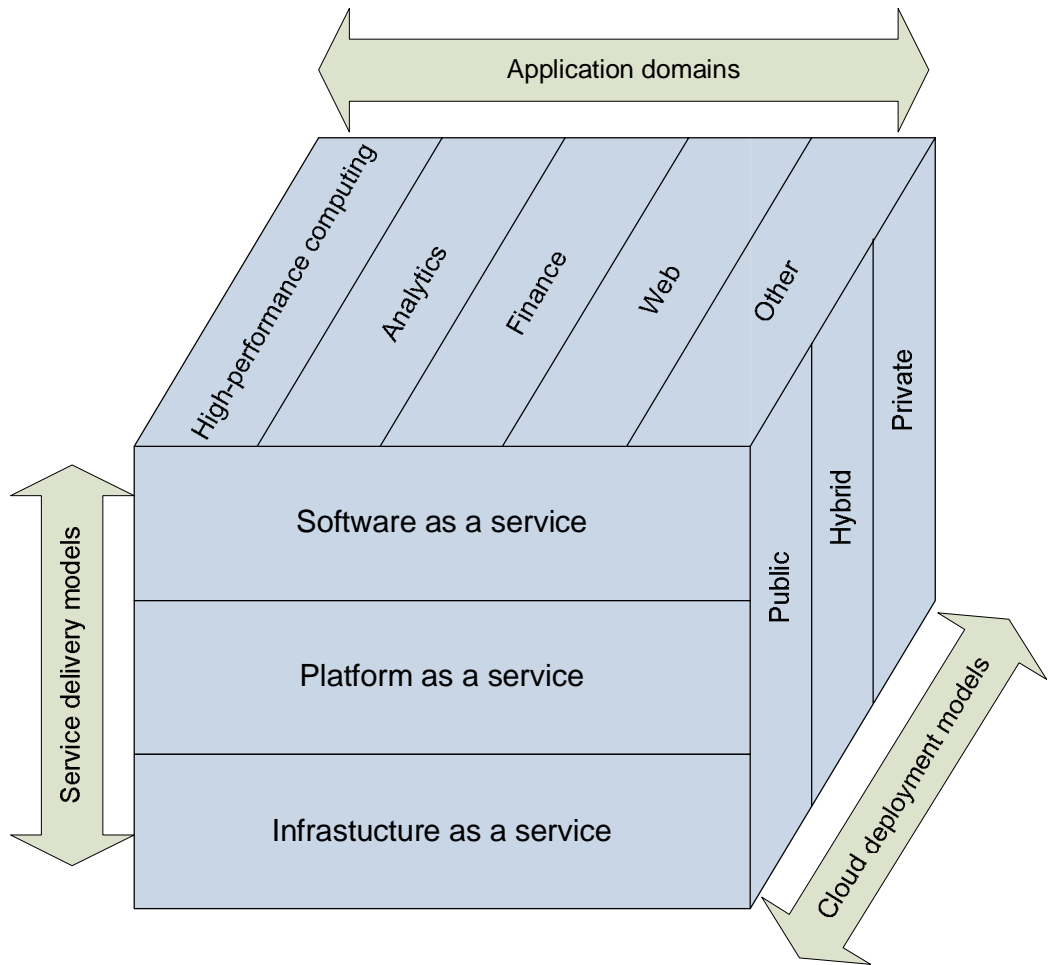 Application domains
High-performance computing
Analytics
Finance
Web
Other
Service delivery models
Software as a service
Platform as a service
Infrastucture as a service
Public
Hybrid
Private
Cloud deployment models